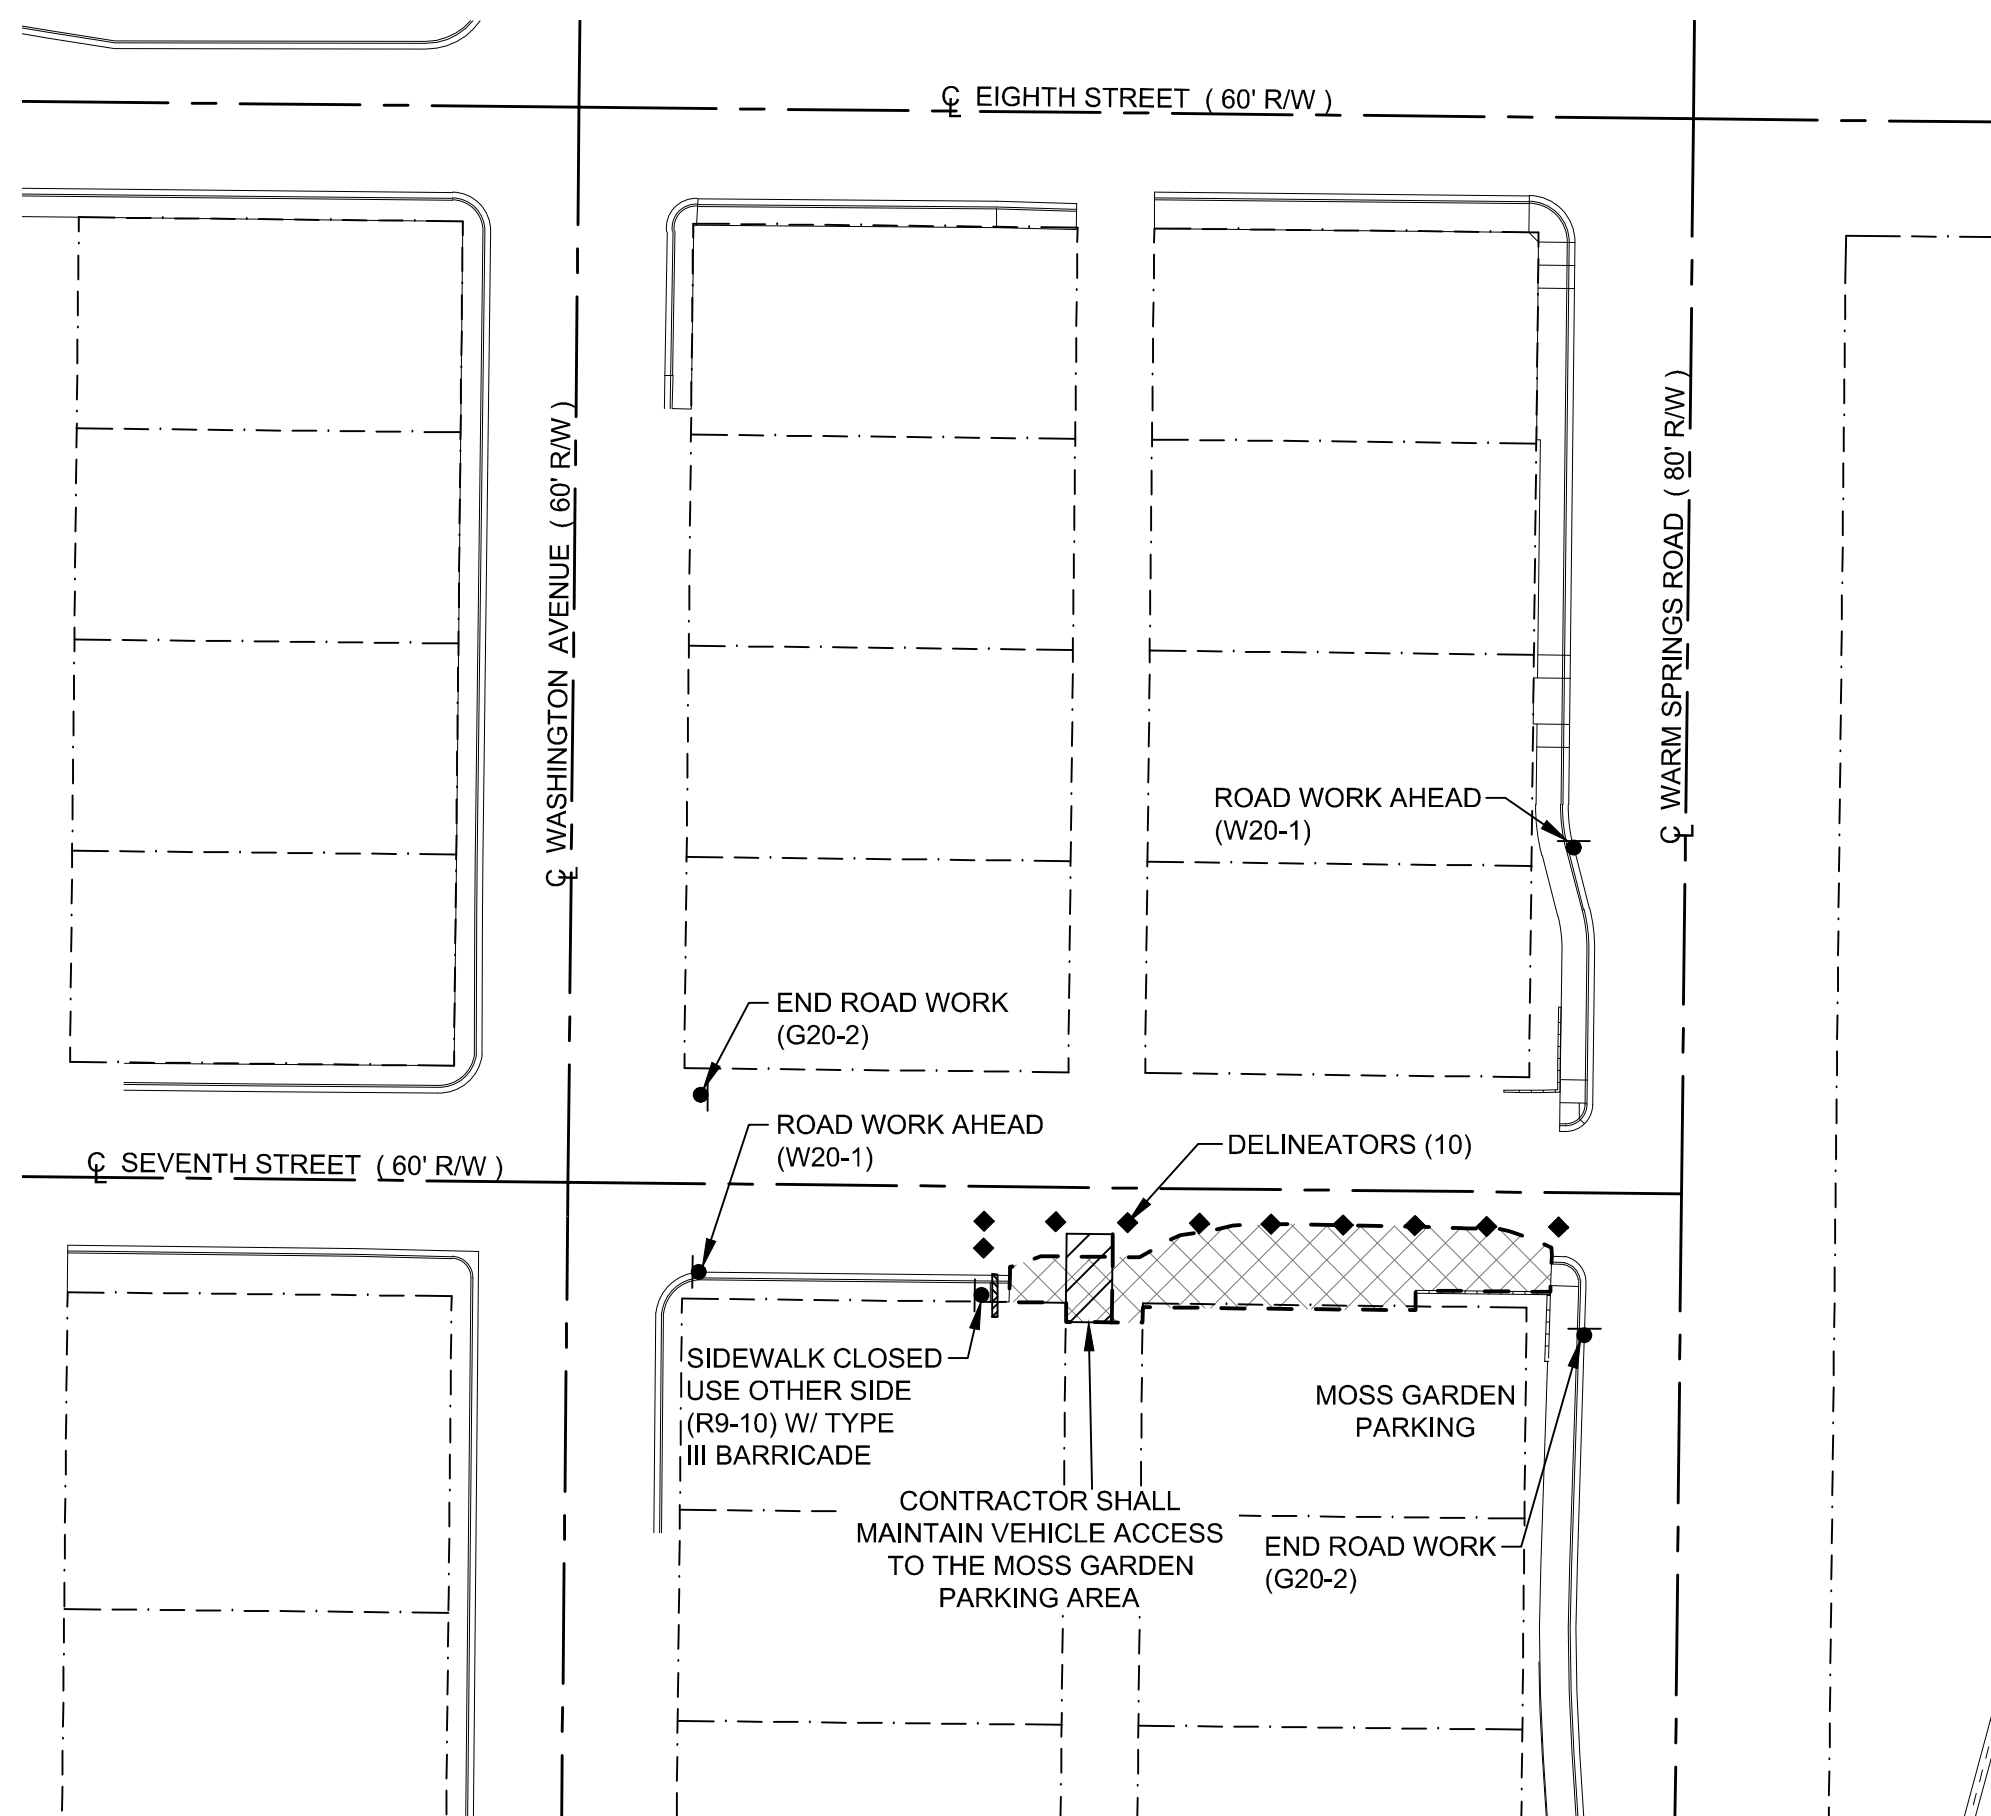 ℄ EIGHTH STREET ( 60' R/W )
℄ WASHINGTON AVENUE ( 60' R/W )
℄ WARM SPRINGS ROAD ( 80' R/W )
ROAD WORK AHEAD
(W20-1)
END ROAD WORK
(G20-2)
ROAD WORK AHEAD
(W20-1)
DELINEATORS (10)
℄ SEVENTH STREET ( 60' R/W )
SIDEWALK CLOSED
USE OTHER SIDE
(R9-10) W/ TYPE
III BARRICADE
MOSS GARDEN
PARKING
CONTRACTOR SHALL
MAINTAIN VEHICLE ACCESS
TO THE MOSS GARDEN
PARKING AREA
END ROAD WORK
(G20-2)